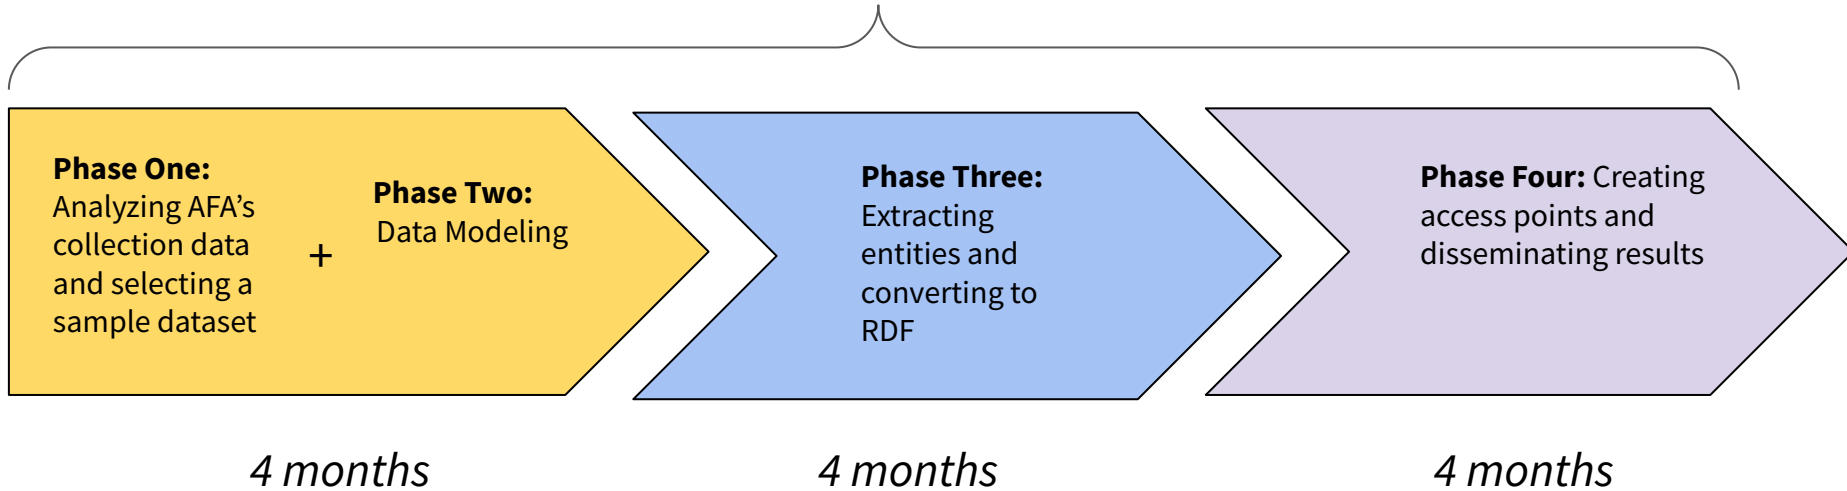 Phase One:
Analyzing AFA’s
collection data
and selecting a
sample dataset
+
Phase Two:
Data Modeling
Phase Three:
Extracting
entities and
converting to
RDF
Phase Four: Creating
access points and
disseminating results
4 months
4 months
4 months